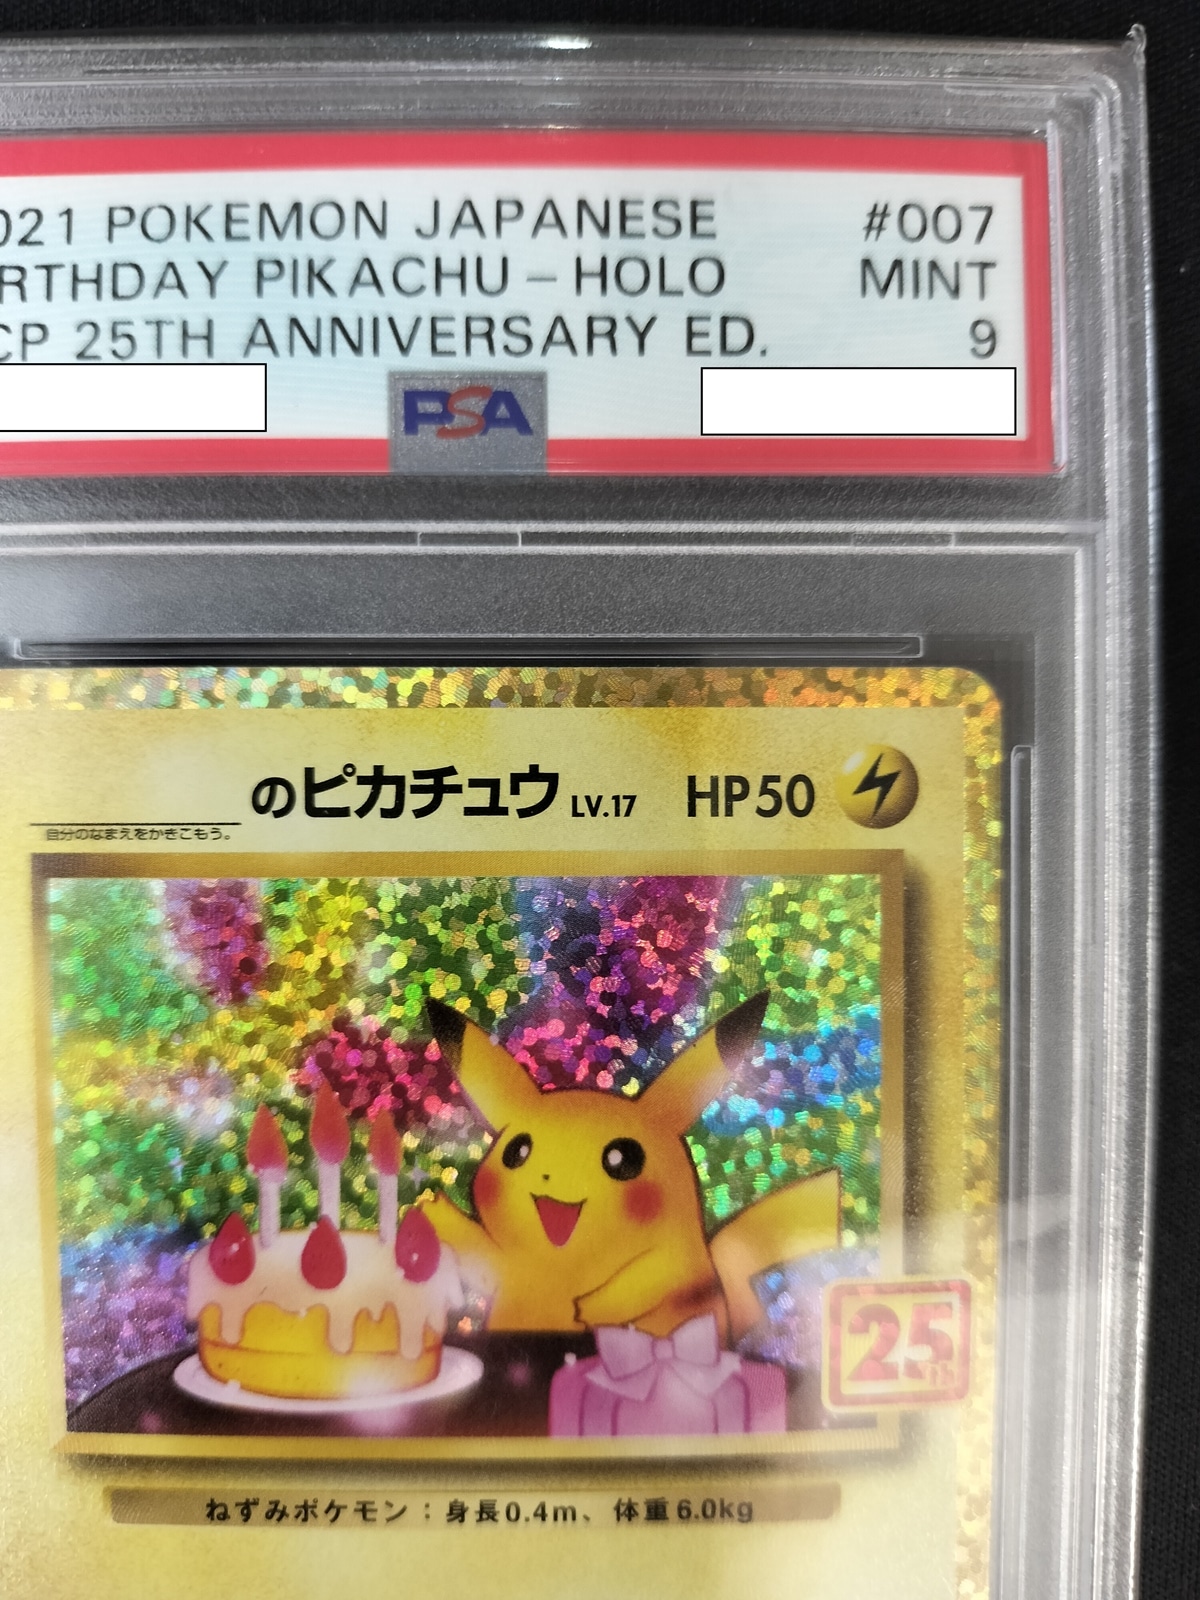 021 POKEMON JAPANESE #007
RTHDAY PIKACHU - HOLO MINT
CP 25TH ANNIVERSARY ED. 9
PSA
のピカチュウ LV.17 HP50
自分のなまえをかきこもう。
25th
ねずみポケモン：身長0.4m、体重6.0kg